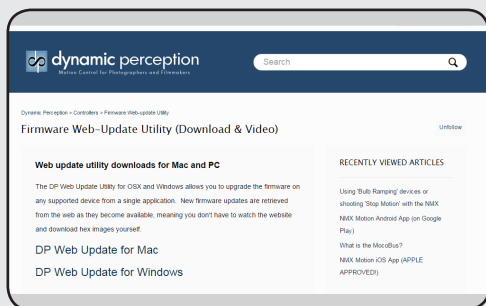 dynamic perception
Motion Control for Photographers and Filmmakers
Search
Dynamic Perception » Controllers » Firmware Web-update Utility
Firmware Web-Update Utility (Download & Video)
Unfollow
Web update utility downloads for Mac and PC
The DP Web Update Utility for OSX and Windows allows you to upgrade the firmware on
any supported device from a single application. New firmware updates are retrieved
from the web as they become available, meaning you don't have to watch the website
and download hex images yourself.
DP Web Update for Mac
DP Web Update for Windows
RECENTLY VIEWED ARTICLES
Using 'Bulb Ramping' devices or
shooting 'Stop Motion' with the NMX
NMX Motion Android App (on Google
Play)
What is the MocoBus?
NMX Motion iOS App (APPLE
APPROVED!)